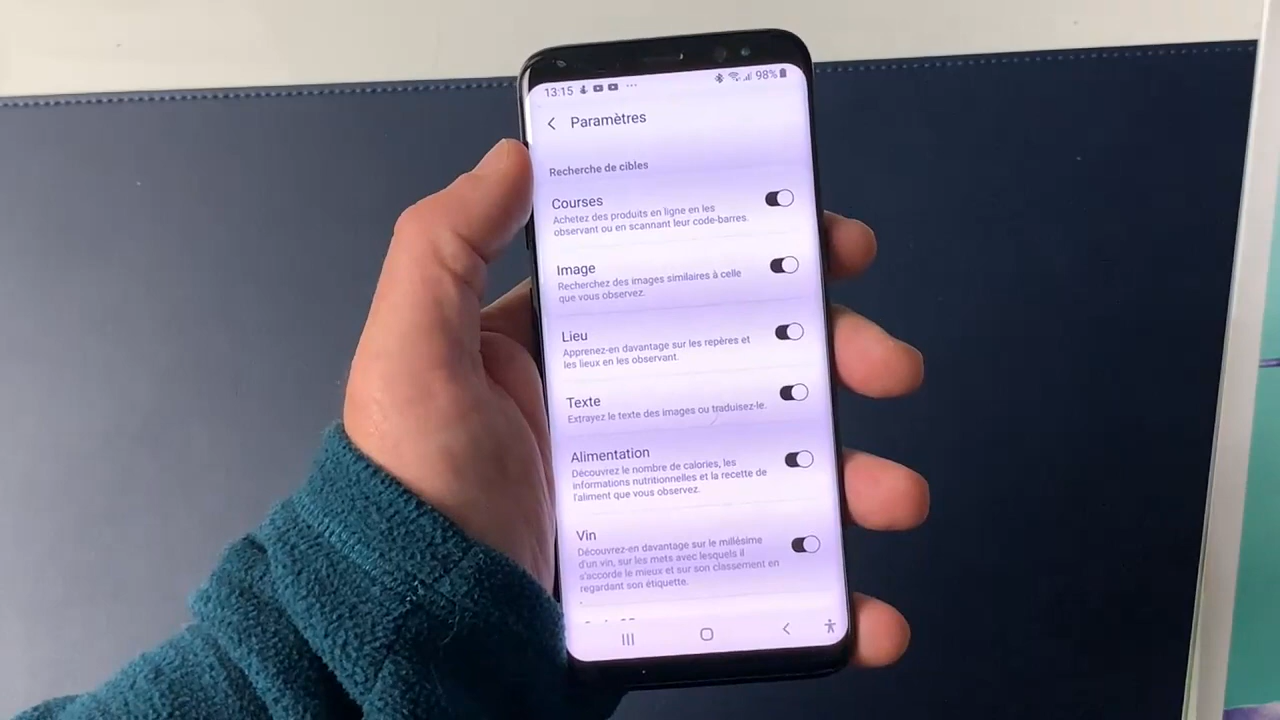 13:15
98%
Paramètres
Recherche de cibles
Courses
Achetez des produits en ligne en les
observant ou en scannant leur code-barres.
Image
Recherchez des images similaires à celle
que vous observez.
Lieu
Apprenez-en davantage sur les repères et
les lieux en les observant.
Texte
Extrayez le texte des images ou traduisez-le.
Alimentation
Découvrez le nombre de calories, les
informations nutritionnelles et la recette de
l'aliment que vous observez.
Vin
Découvrez-en davantage sur le millésime
d'un vin, sur les mets avec lesquels il
s'accorde le mieux et sur son classement en
regardant son étiquette.